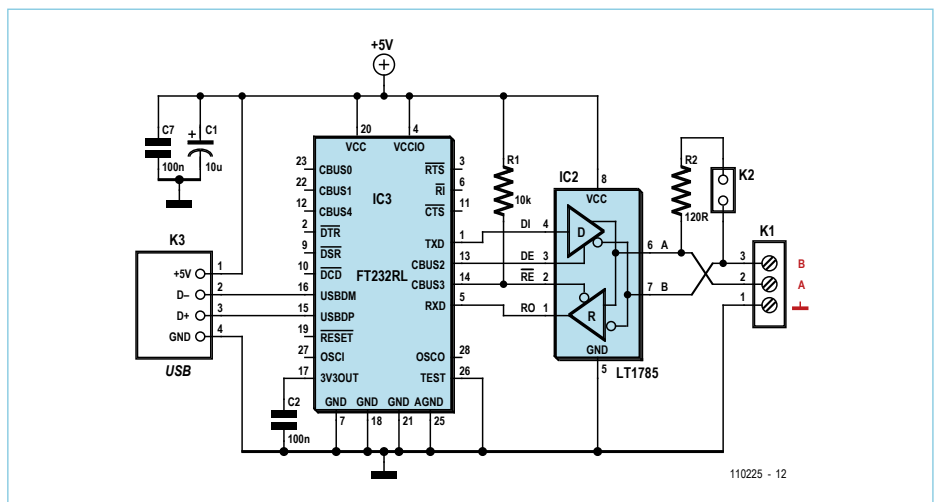 +5V
C7
100n
C1
+
10u
20
VCC
4
VCCIO
23
CBUS0
22
CBUS1
12
CBUS4
2
DTR
9
DSR
10
DCD
16
USBDM
15
USBDP
19
RESET
27
OSCI
17
3V3OUT
IC3
FT232RL
RTS
3
RI
6
CTS
11
TXD
1
CBUS2
13
CBUS3
14
RXD
5
OSCO
28
TEST
26
GND
7
GND
18
GND
21
AGND
25
C2
100n
K3
+5V
1
D–
2
D+
3
GND
4
USB
R1
10k
IC2
8
VCC
DI 4
DE 3
RE 2
RO 1
D
R
6 A
7 B
GND
5
LT1785
R2
120R
K2
K1
3
B
2
A
1
110225 - 12